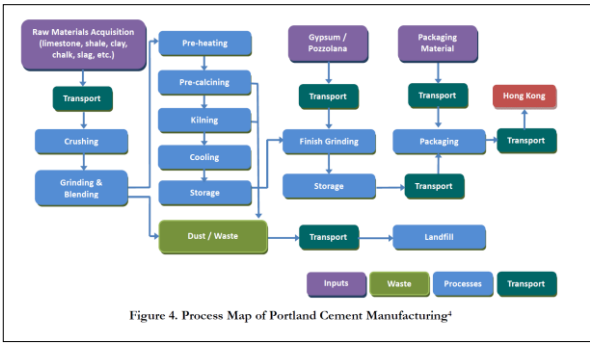 Raw Materials Acquisition
(limestone, shale, clay,
chalk, slag, etc.)
Transport
Crushing
Grinding &
Blending
Pre-heating
Pre-calcining
Kilning
Cooling
Storage
Dust / Waste
Gypsum /
Pozzolana
Transport
Finish Grinding
Storage
Transport
Packaging
Material
Transport
Packaging
Transport
Hong Kong
Transport
Landfill
Inputs
Waste
Processes
Transport
Figure 4. Process Map of Portland Cement Manufacturing⁴